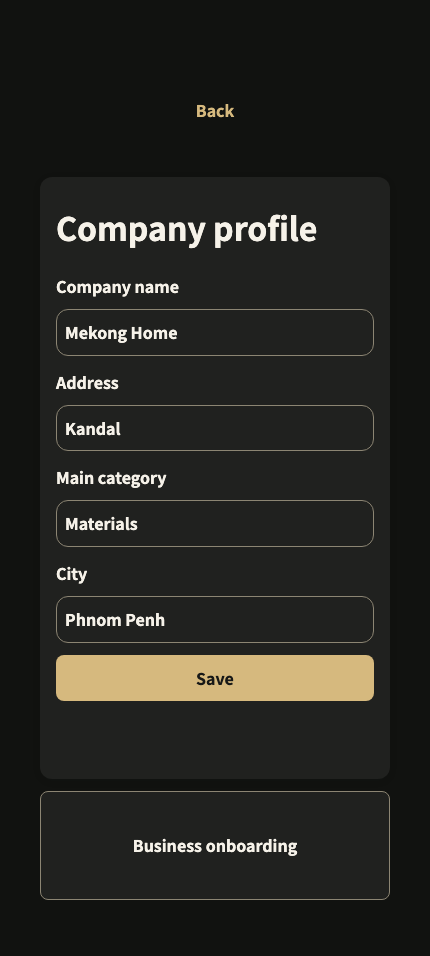 Back
Company profile
Company name
Mekong Home
Address
Kandal
Main category
Materials
City
Phnom Penh
Save
Business onboarding